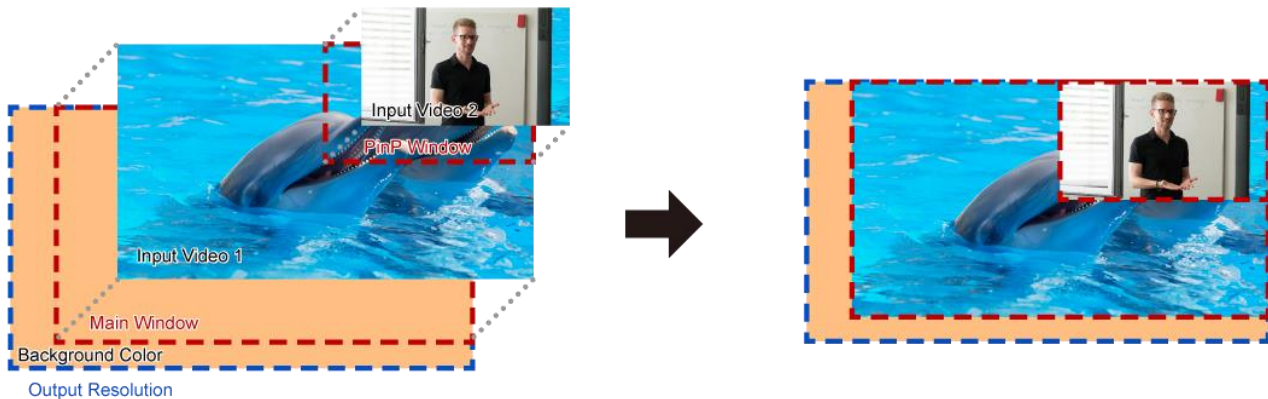 Input Video 2
PinP Window
Input Video 1
Main Window
Background Color
Output Resolution